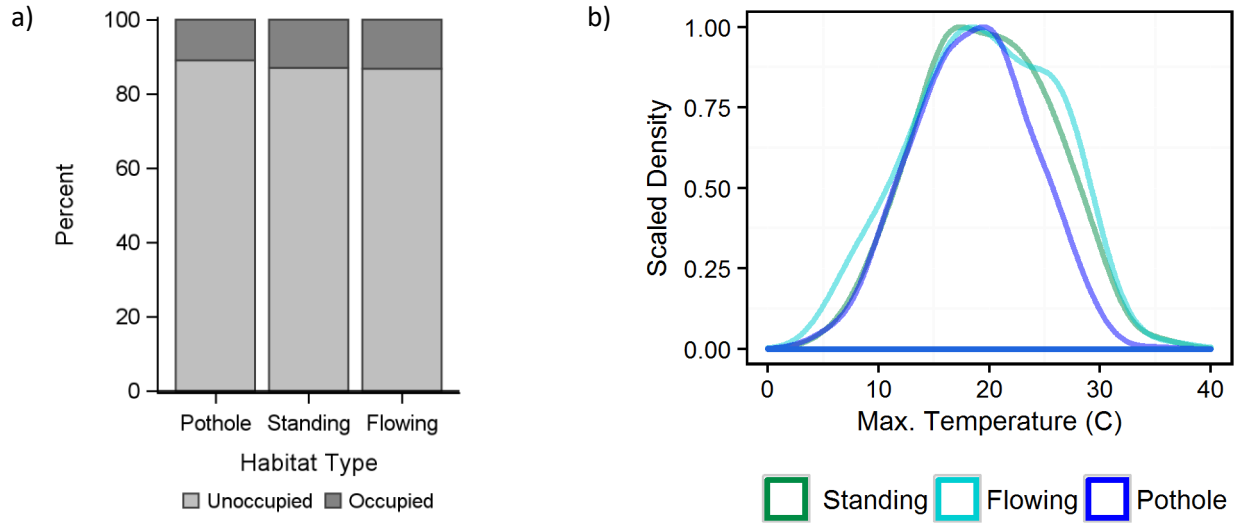 a)
100
80
60
40
20
0
Percent
Pothole Standing Flowing
Habitat Type
Unoccupied Occupied
b)
1.00
0.75
0.50
0.25
0.00
Scaled Density
0 10 20 30 40
Max. Temperature (C)
Standing Flowing Pothole